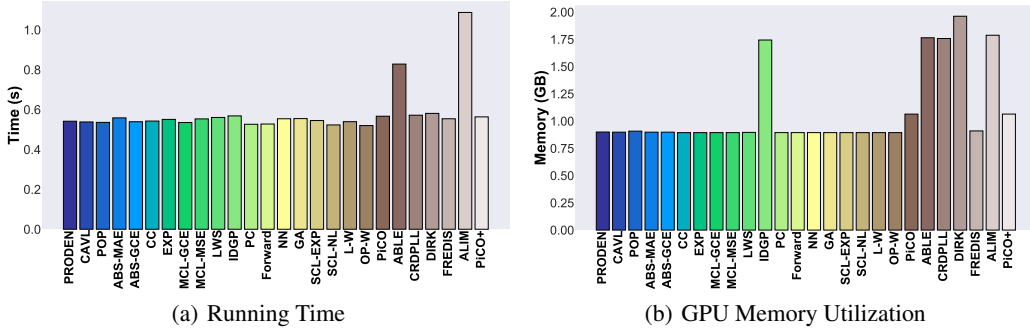 Time (s)
1.0
0.8
0.6
0.4
0.2
0.0
PRODEN
CAVL
POP
ABS-MAE
ABS-GCE
CC
EXP
MCL-GCE
MCL-MSE
LWS
IDGP
PC
Forward
NN
GA
SCL-EXP
SCL-NL
L-W
OP-W
PiCO
ABLE
CRDPLL
DIRK
FREDIS
ALIM
PiCO+
(a) Running Time
Memory (GB)
2.00
1.75
1.50
1.25
1.00
0.75
0.50
0.25
0.00
PRODEN
CAVL
POP
ABS-MAE
ABS-GCE
CC
EXP
MCL-GCE
MCL-MSE
LWS
IDGP
PC
Forward
NN
GA
SCL-EXP
SCL-NL
L-W
OP-W
PiCO
ABLE
CRDPLL
DIRK
FREDIS
ALIM
PiCO+
(b) GPU Memory Utilization